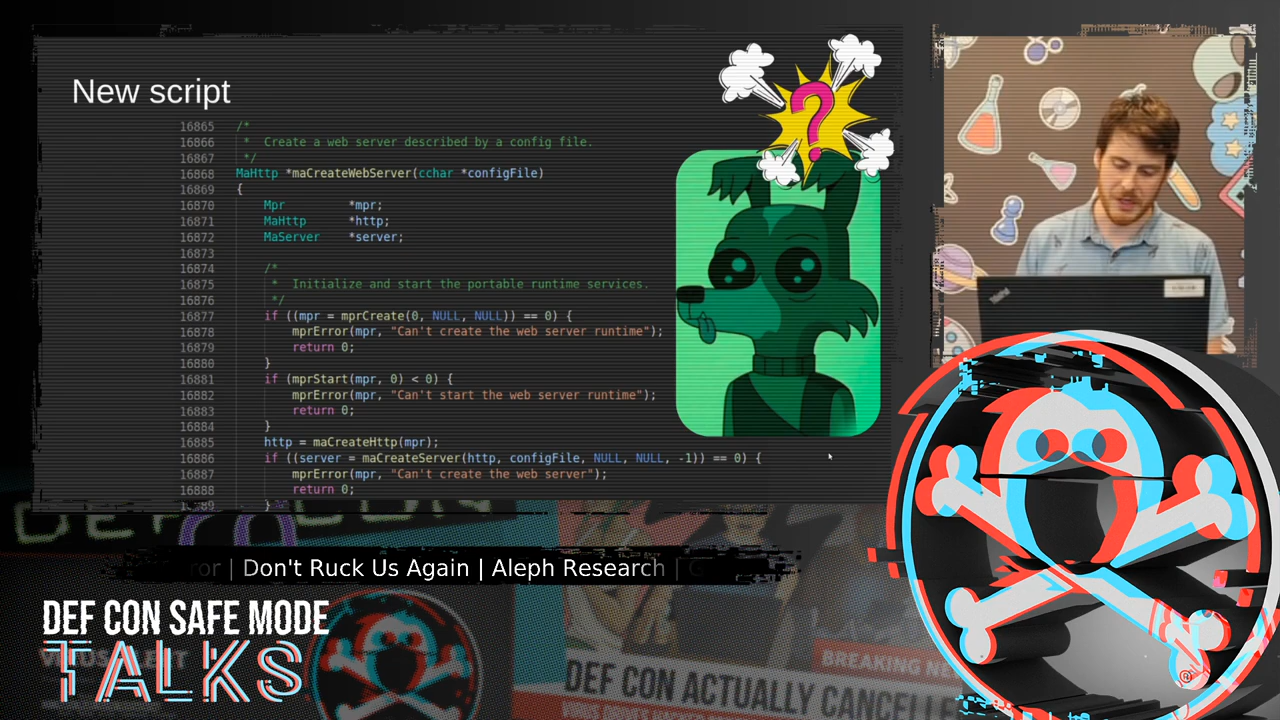 New script
16865 /*
16866  *  Create a web server described by a config file.
16867  */
16868 MaHttp *maCreateWebServer(cchar *configFile)
16869 {
16870     Mpr         *mpr;
16871     MaHttp      *http;
16872     MaServer    *server;
16873
16874     /*
16875      *  Initialize and start the portable runtime services.
16876      */
16877     if ((mpr = mprCreate(0, NULL, NULL)) == 0) {
16878         mprError(mpr, "Can't create the web server runtime");
16879         return 0;
16880     }
16881     if (mprStart(mpr, 0) < 0) {
16882         mprError(mpr, "Can't start the web server runtime");
16883         return 0;
16884     }
16885     http = maCreateHttp(mpr);
16886     if ((server = maCreateServer(http, configFile, NULL, NULL, -1)) == 0) {
16887         mprError(mpr, "Can't create the web server");
16888         return 0;
16889     }
?
ThinkPad
DEF CON
or | Don't Ruck Us Again | Aleph Research | G
DEF CON SAFE MODE
TALKS
BREAKING NE
DEF CON ACTUALLY CANCELLE
®